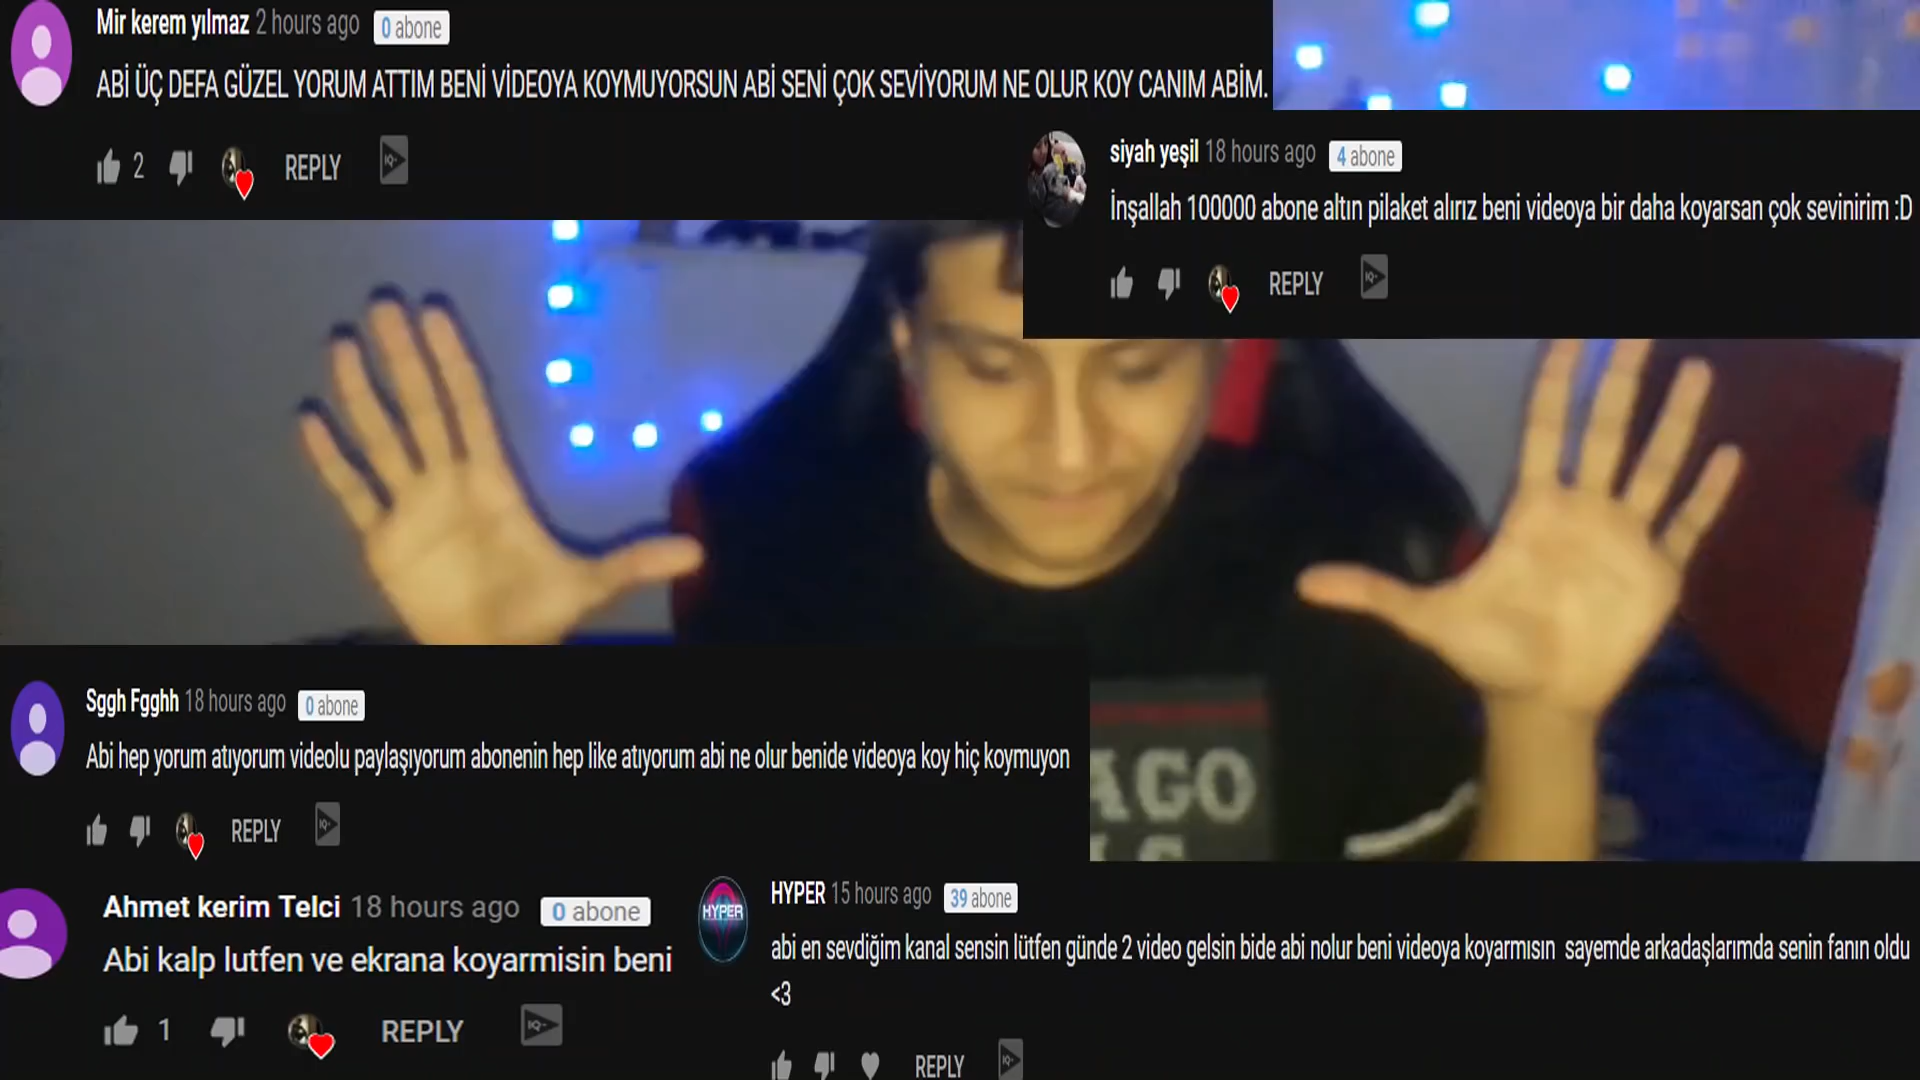 Mir kerem yılmaz 2 hours ago 0 abone
ABİ ÜÇ DEFA GÜZEL YORUM ATTIM BENİ VİDEOYA KOYMUYORSUN ABİ SENİ ÇOK SEVİYORUM NE OLUR KOY CANIM ABİM.
2 REPLY IQ
siyah yeşil 18 hours ago 4 abone
İnşallah 100000 abone altın pilaket alırız beni videoya bir daha koyarsan çok sevinirim :D
REPLY IQ
Sggh Fgghh 18 hours ago 0 abone
Abi hep yorum atıyorum videolu paylaşıyorum abonenin hep like atıyorum abi ne olur benide videoya koy hiç koymuyon
REPLY IQ
AGO
Ahmet kerim Telci 18 hours ago 0 abone
Abi kalp lutfen ve ekrana koyarmisin beni
1 REPLY IQ
HYPER
HYPER 15 hours ago 39 abone
abi en sevdiğim kanal sensin lütfen günde 2 video gelsin bide abi nolur beni videoya koyarmısın sayemde arkadaşlarımda senin fanın oldu
<3
REPLY IQ